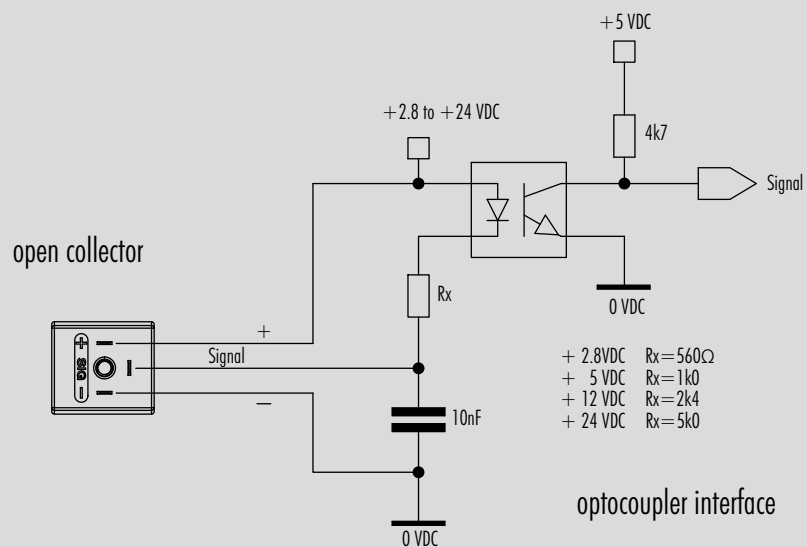 +5 VDC
+2.8 to +24 VDC
4k7
Signal
open collector
Rx
0 VDC
+
Signal
−
+ SIG −
10nF
+ 2.8VDC Rx=560Ω
+ 5 VDC Rx=1k0
+ 12 VDC Rx=2k4
+ 24 VDC Rx=5k0
optocoupler interface
0 VDC